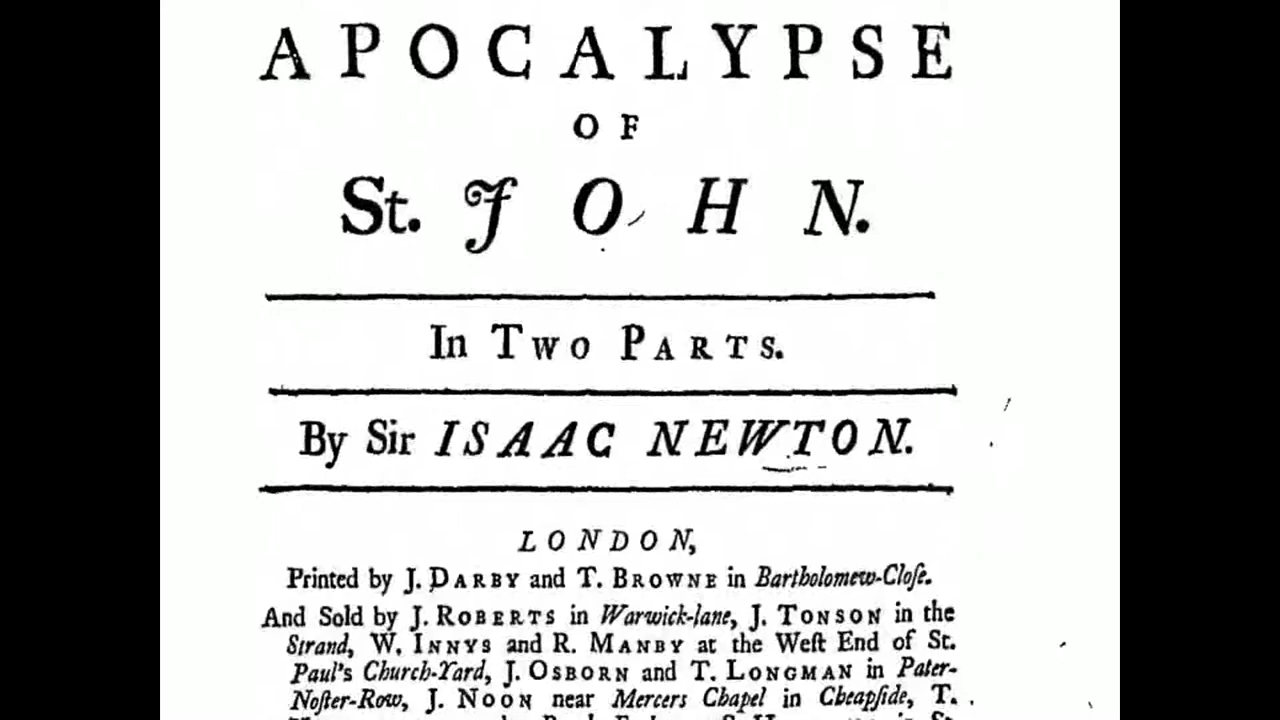 APOCALYPSE
OF
St. JOHN.
In Two Parts.
By Sir ISAAC NEWTON.
LONDON,
Printed by J. DARBY and T. BROWNE in Bartholomew-Cloſe.
And Sold by J. ROBERTS in Warwick-lane, J. TONSON in the
Strand, W. INNYS and R. MANBY at the Weſt End of St.
Paul's Church-Yard, J. OSBORN and T. LONGMAN in Pater-
Noſter-Row, J. NOON near Mercers Chapel in Cheapſide, T.